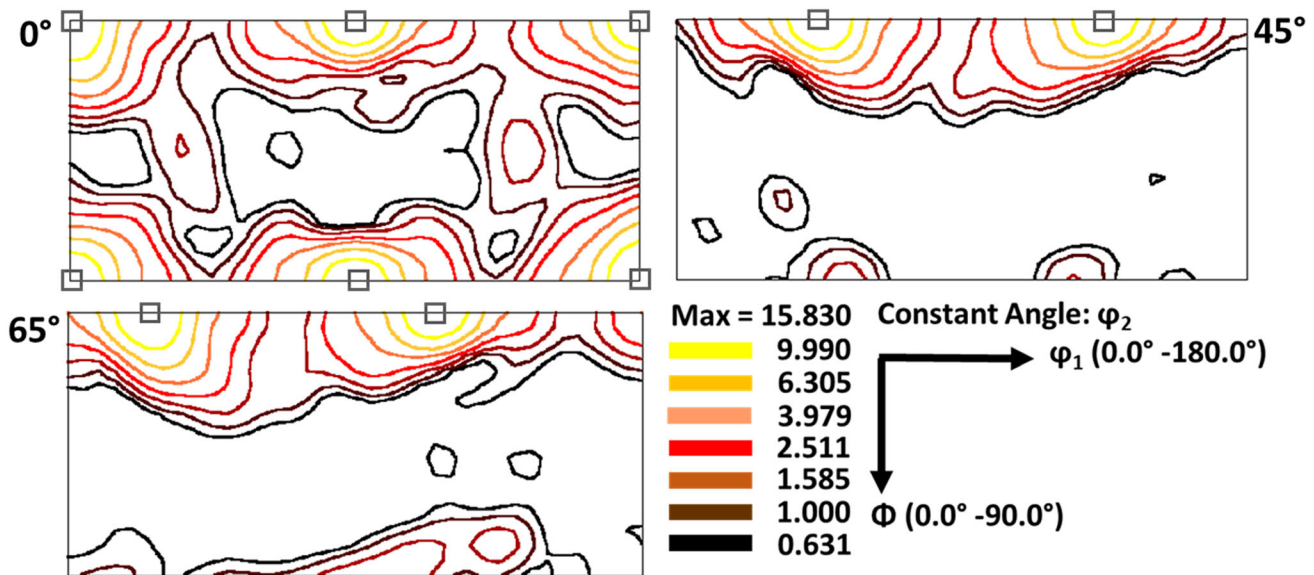 0°
45°
65°
Max = 15.830
9.990
6.305
3.979
2.511
1.585
1.000
0.631
Constant Angle: φ₂
φ₁ (0.0° -180.0°)
Φ (0.0° -90.0°)